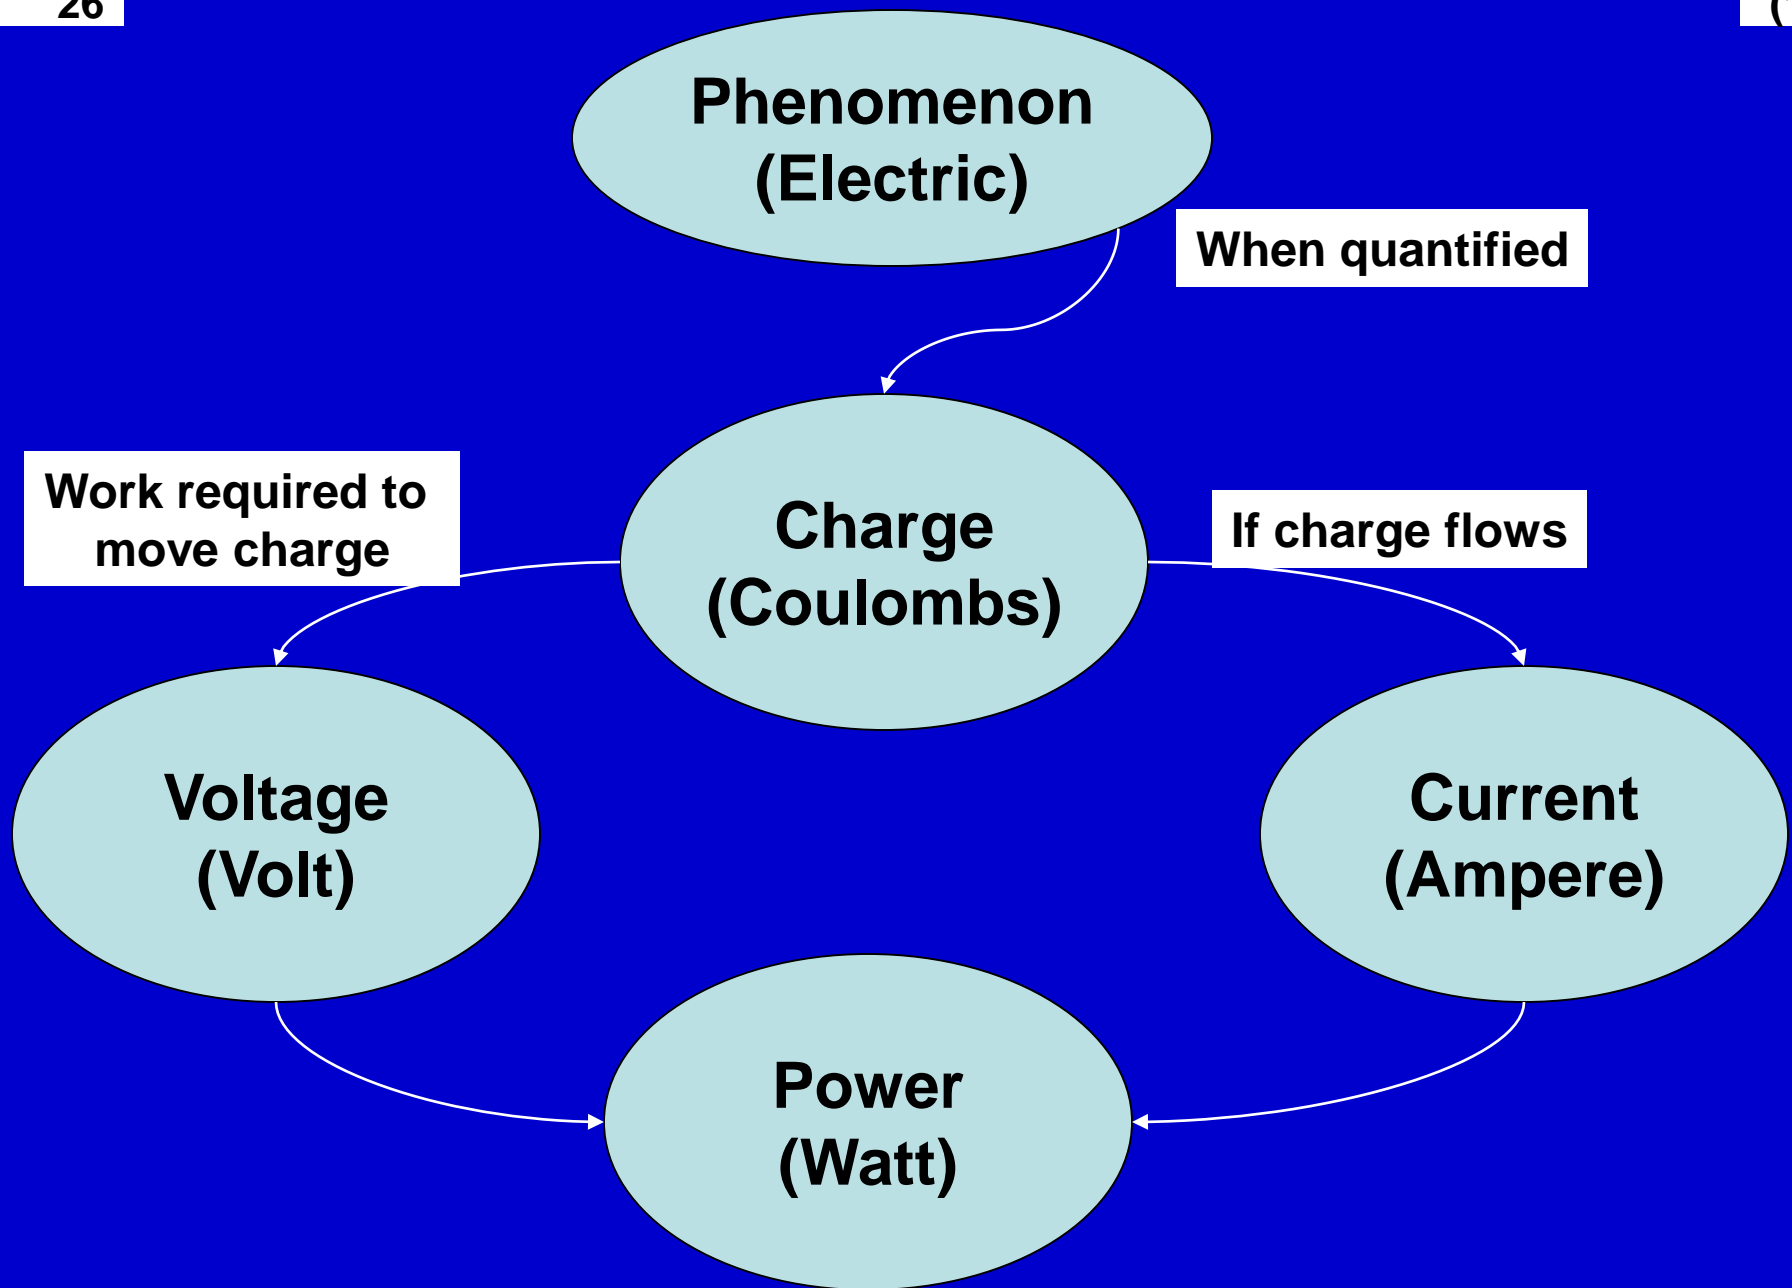 26
Phenomenon
(Electric)
When quantified
Work required to
move charge
Charge
(Coulombs)
If charge flows
Voltage
(Volt)
Current
(Ampere)
Power
(Watt)